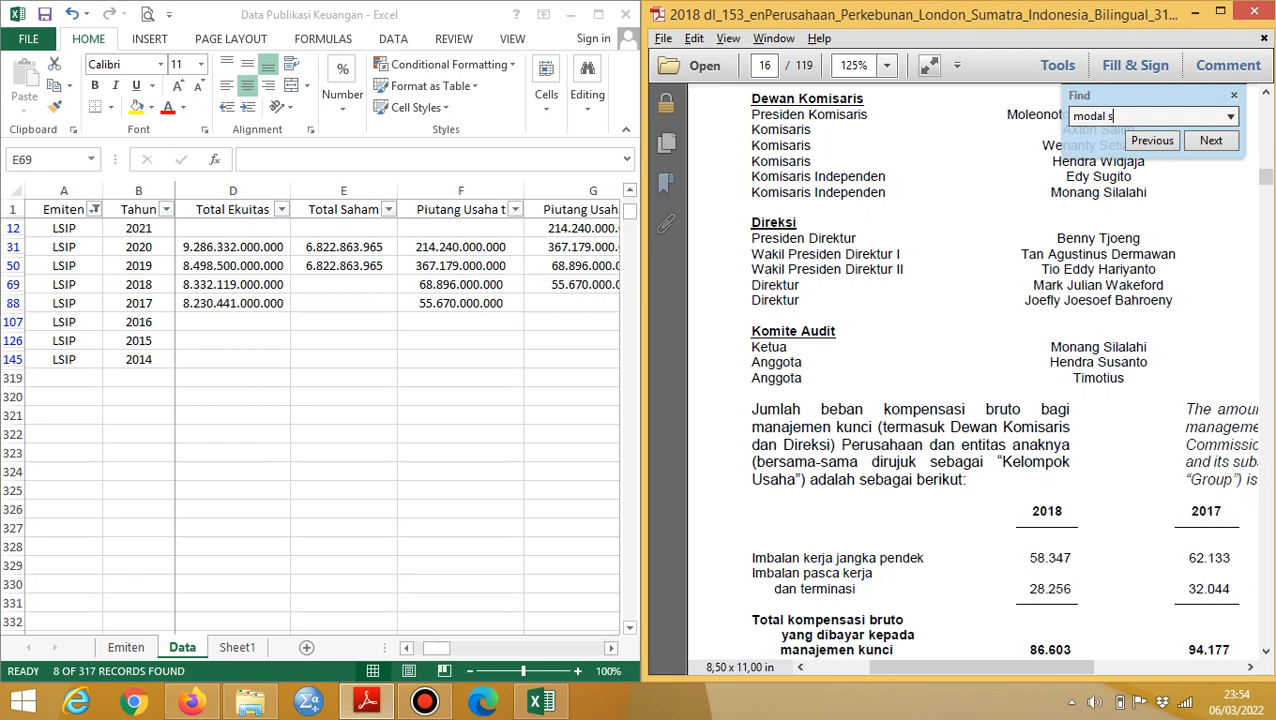 Data Publikasi Keuangan - Excel
FILE HOME INSERT PAGE LAYOUT FORMULAS DATA REVIEW VIEW Sign in
Paste
Calibri 11
B I U
A A
Number
Conditional Formatting
Format as Table
Cell Styles
Cells
Editing
Clipboard Font Alignment Styles
E69 fx
A B D E F G
1 Emiten Tahun Total Ekuitas Total Saham Piutang Usaha t Piutang Usah
12 LSIP 2021 214.240.000.
31 LSIP 2020 9.286.332.000.000 6.822.863.965 214.240.000.000 367.179.000.
50 LSIP 2019 8.498.500.000.000 6.822.863.965 367.179.000.000 68.896.000.0
69 LSIP 2018 8.332.119.000.000 68.896.000.000 55.670.000.0
88 LSIP 2017 8.230.441.000.000 55.670.000.000
107 LSIP 2016
126 LSIP 2015
145 LSIP 2014
319
320
321
322
323
324
325
326
327
328
329
330
331
332
Emiten Data Sheet1
READY 8 OF 317 RECORDS FOUND 100%
2018 dl_153_enPerusahaan_Perkebunan_London_Sumatra_Indonesia_Bilingual_31...
File Edit View Window Help
Open 16 / 119 125% Tools Fill & Sign Comment
Find
modal s
Previous Next
Dewan Komisaris
Presiden Komisaris Moleonoto
Komisaris Axton Salim
Komisaris Werianty Seti
Komisaris Hendra Widjaja
Komisaris Independen Edy Sugito
Komisaris Independen Monang Silalahi
Direksi
Presiden Direktur Benny Tjoeng
Wakil Presiden Direktur I Tan Agustinus Dermawan
Wakil Presiden Direktur II Tio Eddy Hariyanto
Direktur Mark Julian Wakeford
Direktur Joefly Joesoef Bahroeny
Komite Audit
Ketua Monang Silalahi
Anggota Hendra Susanto
Anggota Timotius
Jumlah beban kompensasi bruto bagi The amoun
manajemen kunci (termasuk Dewan Komisaris manageme
dan Direksi) Perusahaan dan entitas anaknya Commissio
(bersama-sama dirujuk sebagai “Kelompok and its sub
Usaha”) adalah sebagai berikut: “Group”) is
2018 2017
Imbalan kerja jangka pendek 58.347 62.133
Imbalan pasca kerja
dan terminasi 28.256 32.044
Total kompensasi bruto
yang dibayar kepada
manajemen kunci 86.603 94.177
8,50 x 11,00 in
23:54
06/03/2022